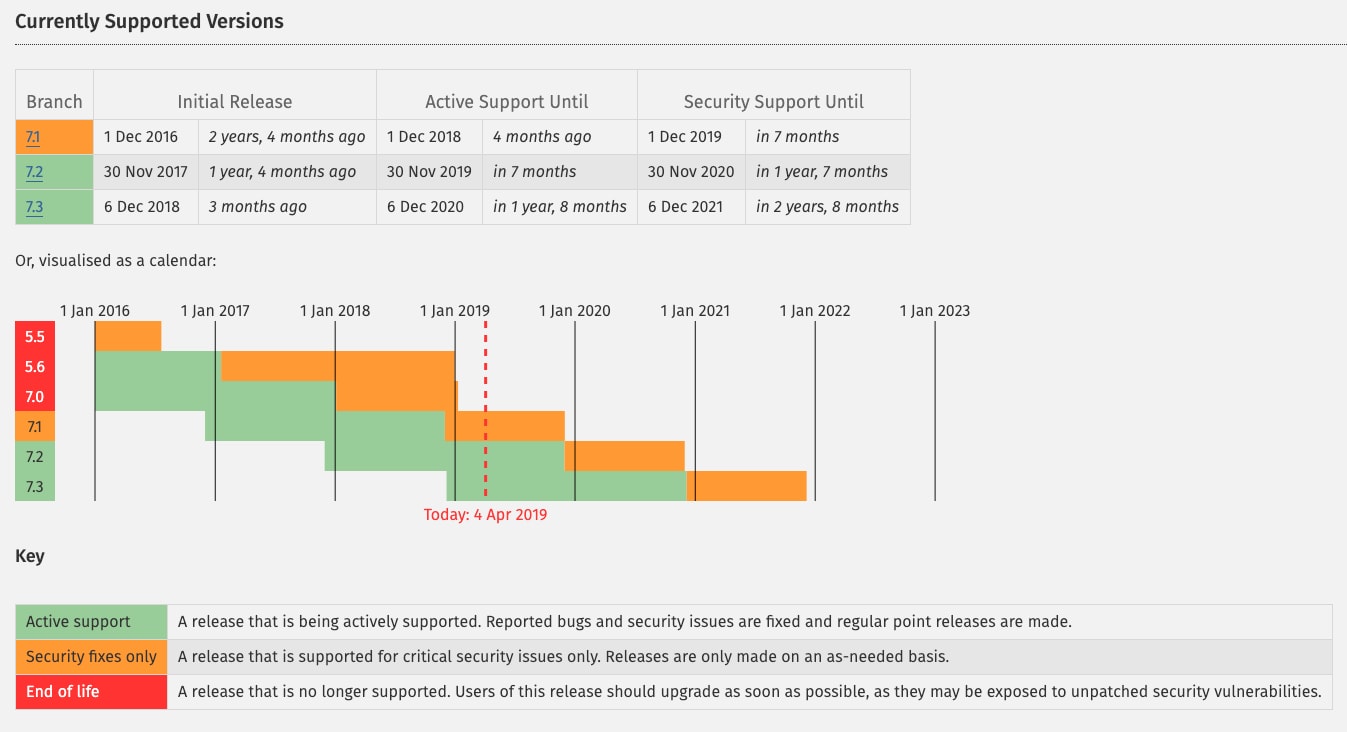 Currently Supported Versions
Branch Initial Release Active Support Until Security Support Until
7.1 1 Dec 2016 2 years, 4 months ago 1 Dec 2018 4 months ago 1 Dec 2019 in 7 months
7.2 30 Nov 2017 1 year, 4 months ago 30 Nov 2019 in 7 months 30 Nov 2020 in 1 year, 7 months
7.3 6 Dec 2018 3 months ago 6 Dec 2020 in 1 year, 8 months 6 Dec 2021 in 2 years, 8 months
Or, visualised as a calendar:
1 Jan 2016 1 Jan 2017 1 Jan 2018 1 Jan 2019 1 Jan 2020 1 Jan 2021 1 Jan 2022 1 Jan 2023
5.5
5.6
7.0
7.1
7.2
7.3
Today: 4 Apr 2019
Key
Active support A release that is being actively supported. Reported bugs and security issues are fixed and regular point releases are made.
Security fixes only A release that is supported for critical security issues only. Releases are only made on an as-needed basis.
End of life A release that is no longer supported. Users of this release should upgrade as soon as possible, as they may be exposed to unpatched security vulnerabilities.